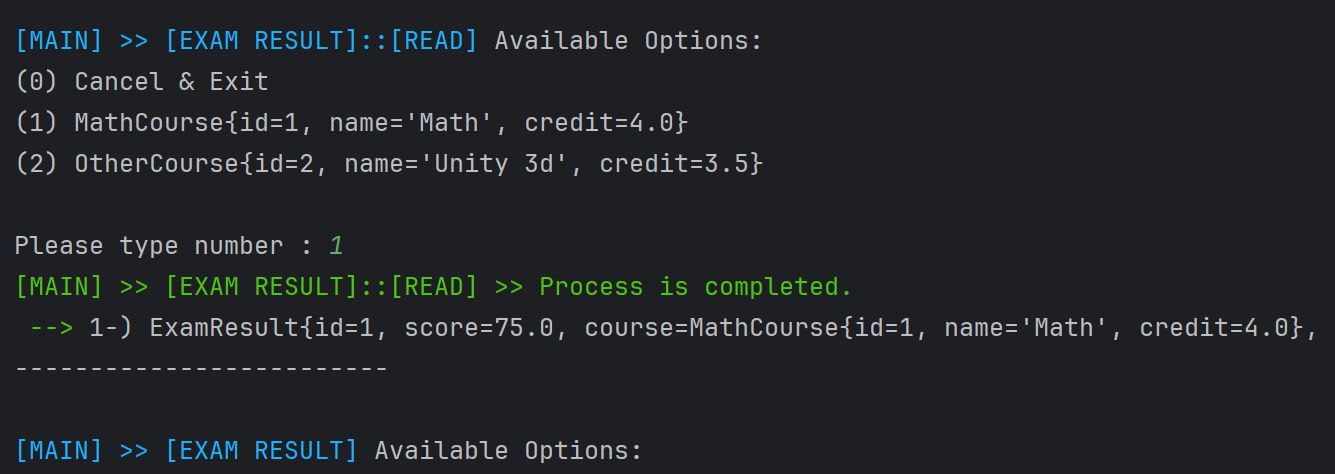 [MAIN] >> [EXAM RESULT]::[READ] Available Options:
(0) Cancel & Exit
(1) MathCourse{id=1, name='Math', credit=4.0}
(2) OtherCourse{id=2, name='Unity 3d', credit=3.5}
Please type number : 1
[MAIN] >> [EXAM RESULT]::[READ] >> Process is completed.
--> 1-) ExamResult{id=1, score=75.0, course=MathCourse{id=1, name='Math', credit=4.0},
-------------------------
[MAIN] >> [EXAM RESULT] Available Options: